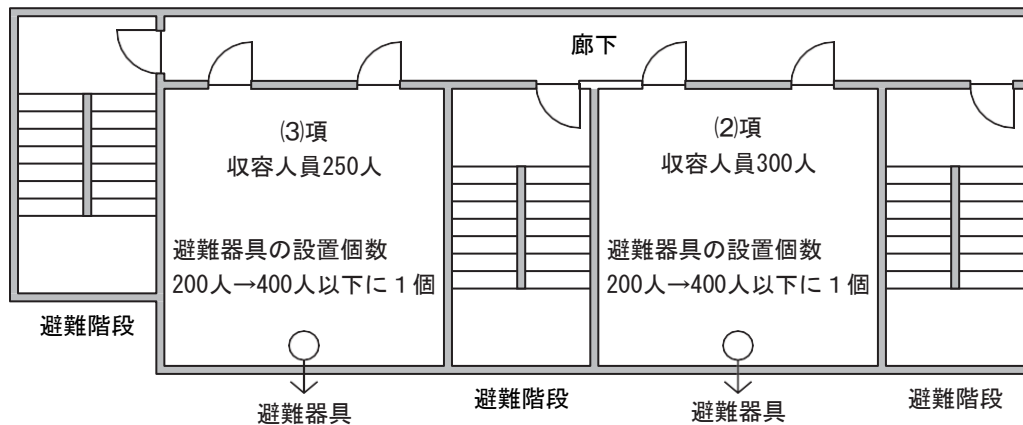 廊下
⑶項
収容人員250人
避難器具の設置個数
200人→400人以下に１個
⑵項
収容人員300人
避難器具の設置個数
200人→400人以下に１個
避難階段
避難器具
避難階段
避難器具
避難階段